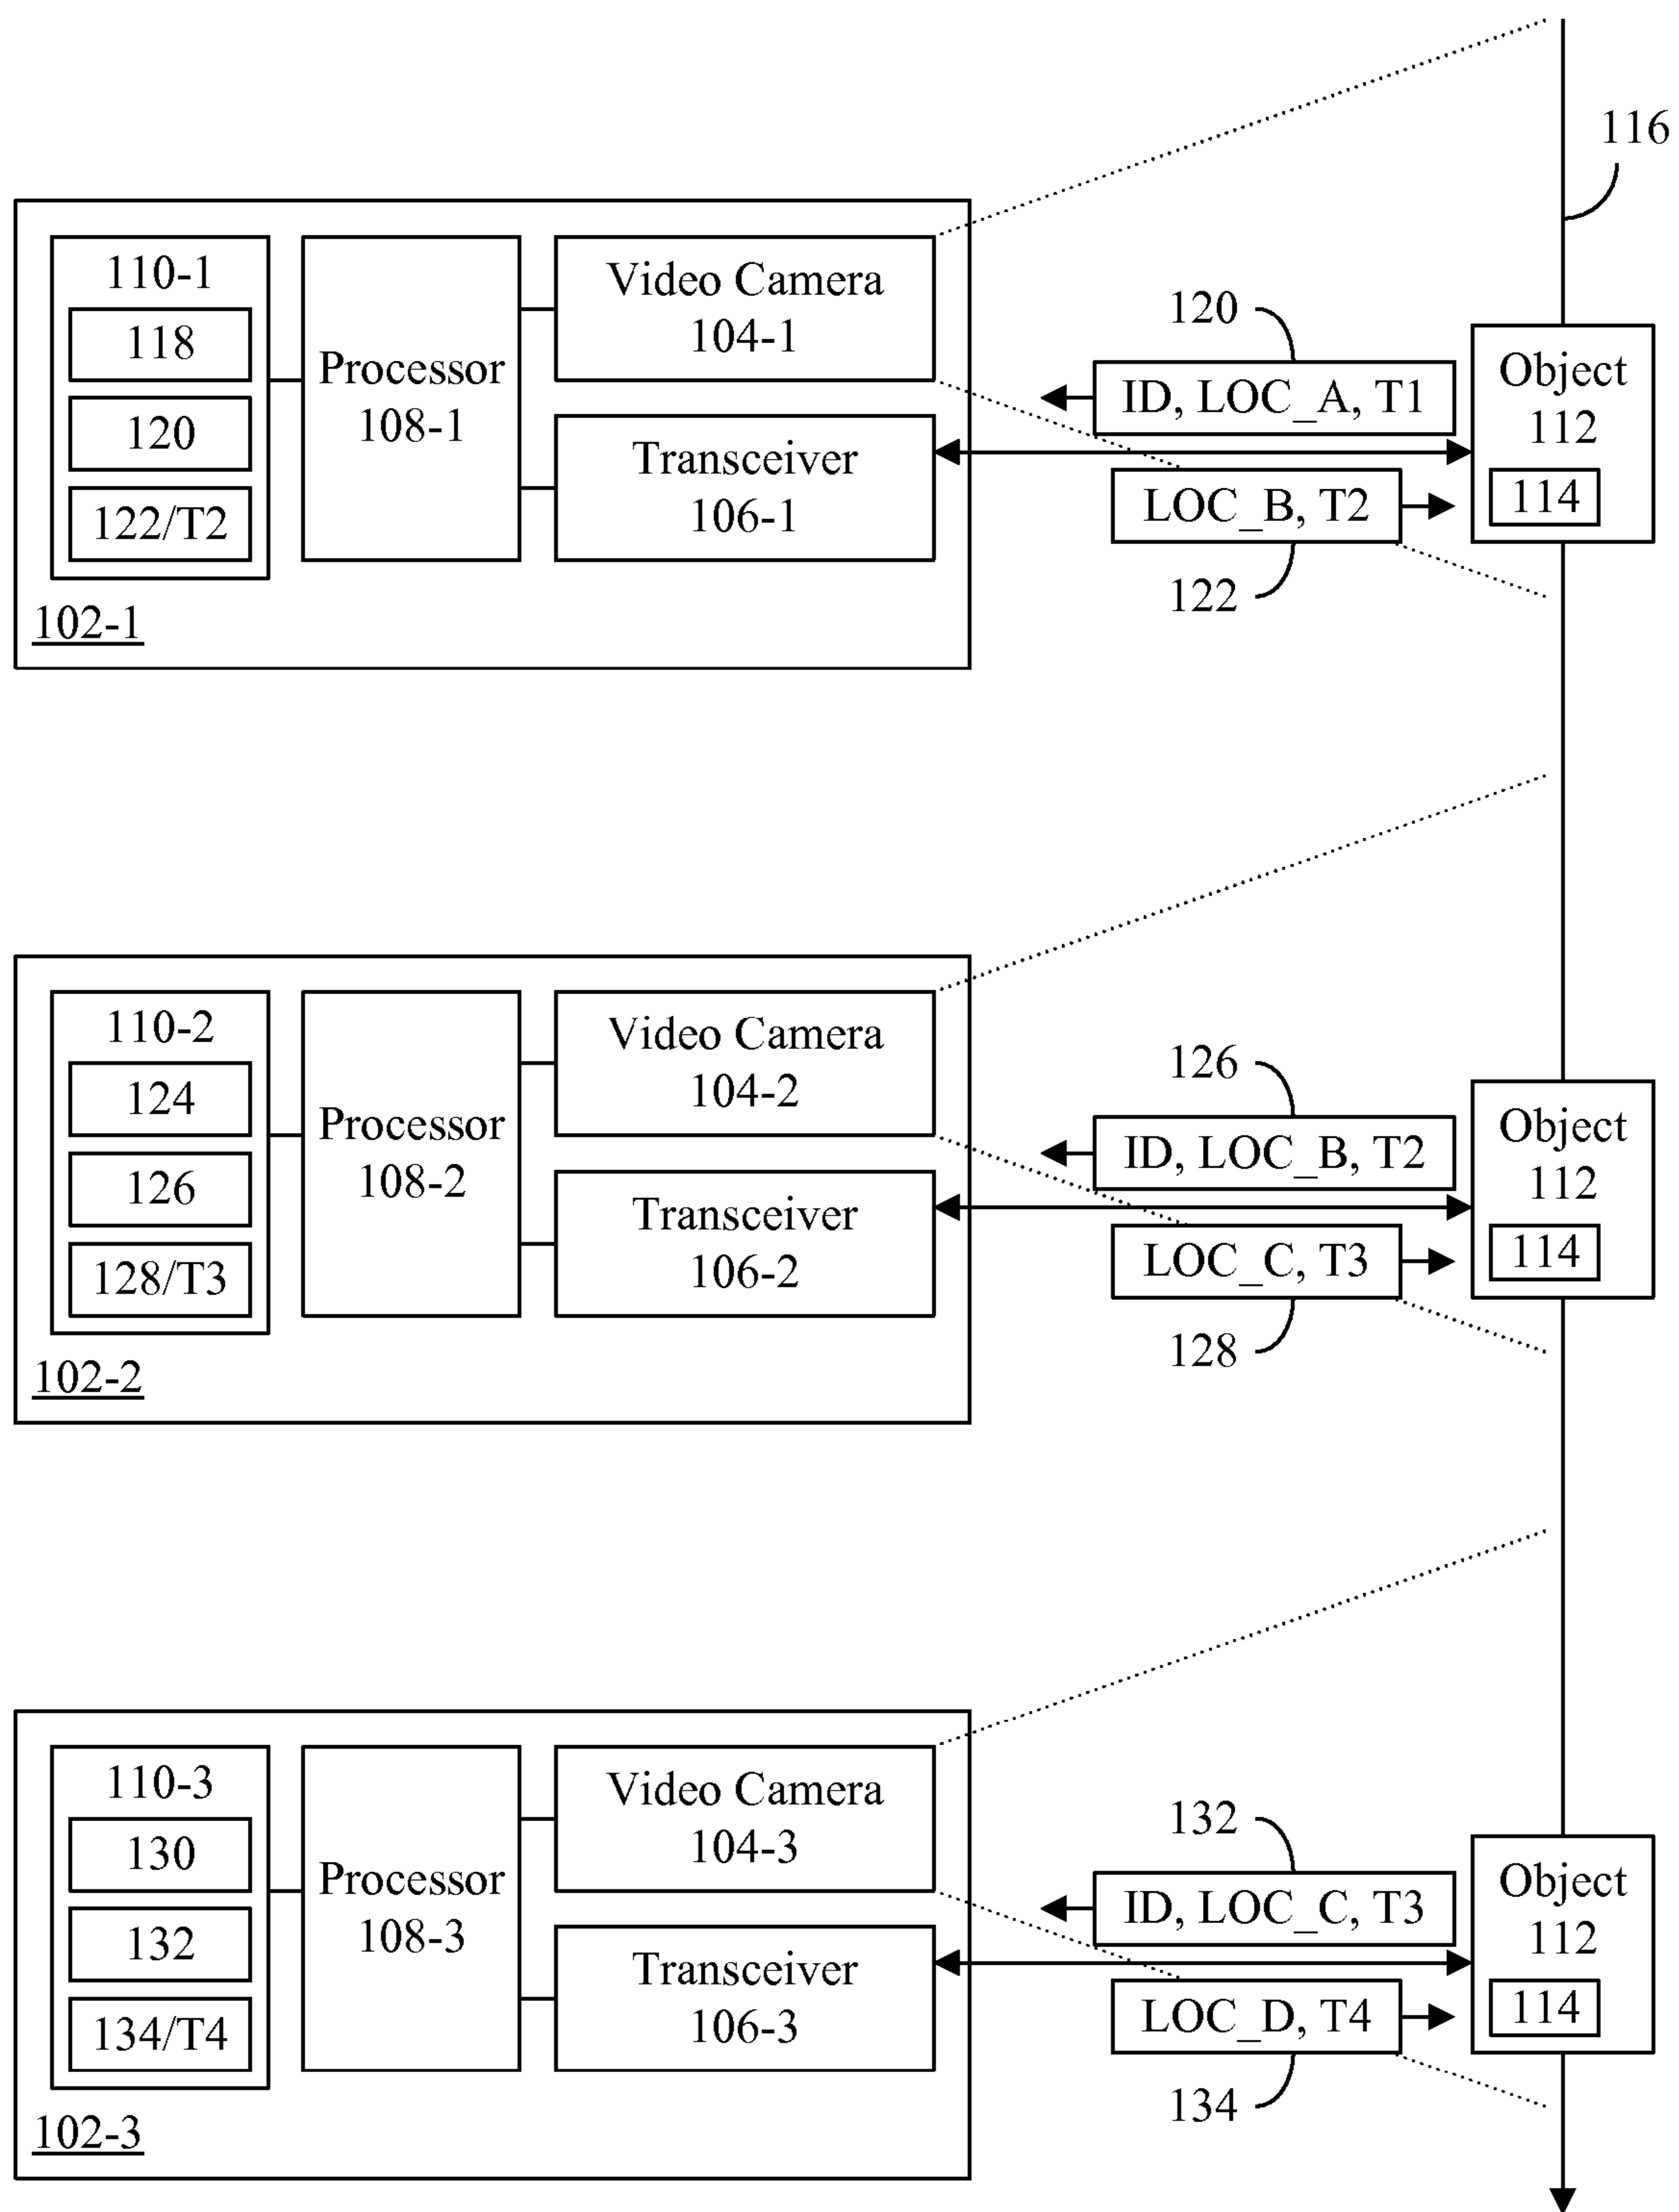 116
110-1
118
120
122/T2
Processor
108-1
Video Camera
104-1
Transceiver
106-1
102-1
120
ID, LOC_A, T1
LOC_B, T2
122
Object
112
114
110-2
124
126
128/T3
Processor
108-2
Video Camera
104-2
Transceiver
106-2
102-2
126
ID, LOC_B, T2
LOC_C, T3
128
Object
112
114
110-3
130
132
134/T4
Processor
108-3
Video Camera
104-3
Transceiver
106-3
102-3
132
ID, LOC_C, T3
LOC_D, T4
134
Object
112
114